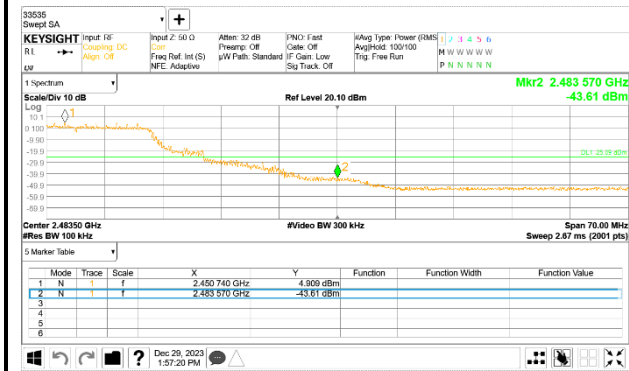 33535
Swept SA
KEYSIGHT Input: RF Input Z: 50 Ω Atten: 32 dB PNO: Fast #Avg Type: Power (RMS 1 2 3 4 5 6
RL Coupling: DC Corr Preamp: Off Gate: Off Avg|Hold: 100/100 M W W W W W
Align: Off Freq Ref: Int (S) µW Path: Standard IF Gain: Low Trig: Free Run
NFE: Adaptive Sig Track: Off P N N N N N
1 Spectrum Mkr2 2.483 570 GHz
Scale/Div 10 dB Ref Level 20.10 dBm -43.61 dBm
Log
10.1 1
0.100
-9.90
-19.9
-29.9 2
-39.9
-49.9
-59.9
-69.9
Center 2.48350 GHz #Video BW 300 kHz Span 70.00 MHz
#Res BW 100 kHz Sweep 2.67 ms (2001 pts)
5 Marker Table
Mode Trace Scale X Y Function Function Width Function Value
1 N 1 f 2.450 740 GHz 4.909 dBm
2 N 1 f 2.483 570 GHz -43.61 dBm
3
4
5
6
? Dec 29, 2023
1:57:20 PM